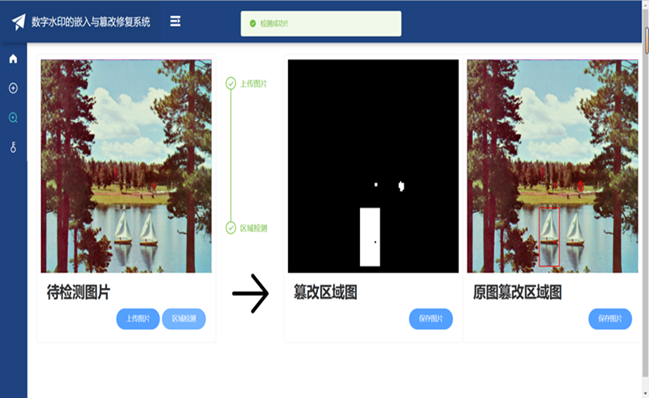 数字水印的嵌入与篡改修复系统
检测成功!!
上传图片
区域检测
待检测图片
篡改区域图
原图篡改区域图
上传图片
区域检测
保存图片
保存图片